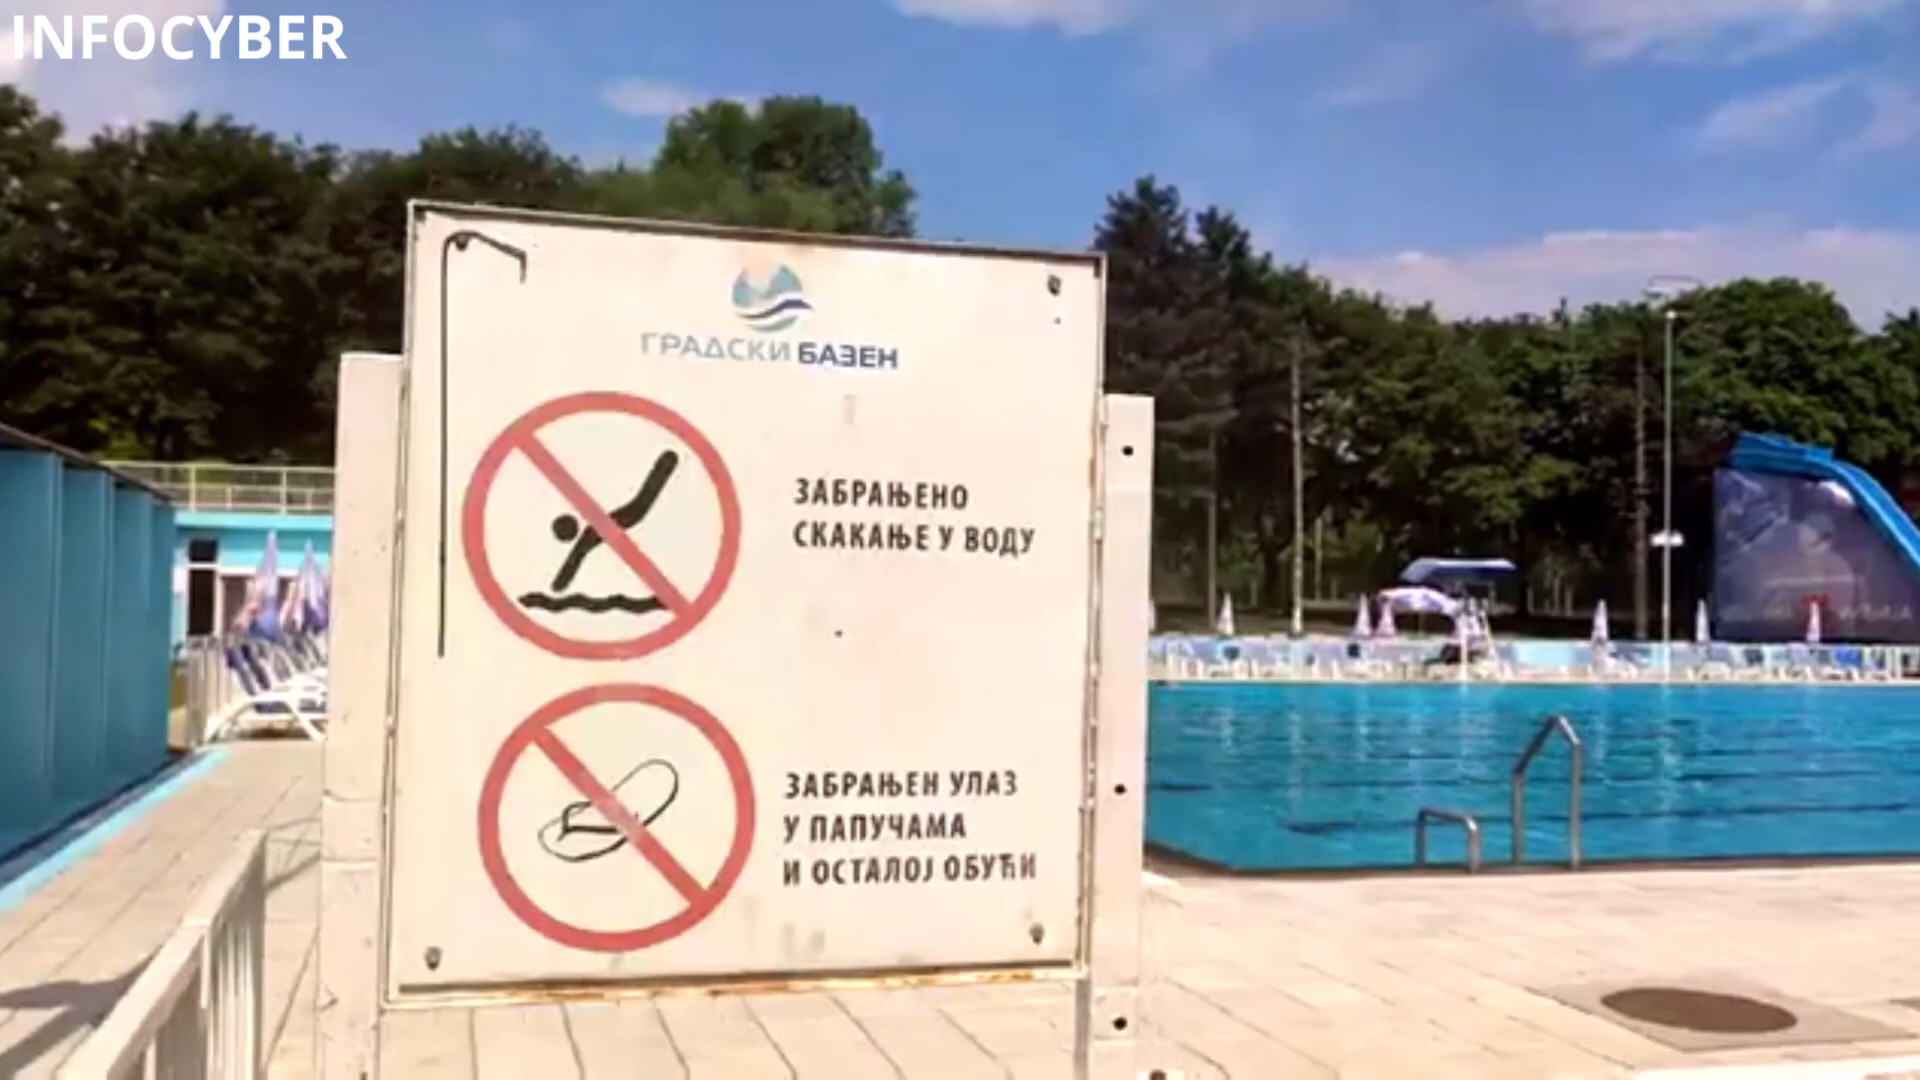 INFOCYBER
ГРАДСКИ БАЗЕН
ЗАБРАЊЕНО
СКАКАЊЕ У ВОДУ
ЗАБРАЊЕН УЛАЗ
У ПАПУЧАМА
И ОСТАЛОЈ ОБУЋИ